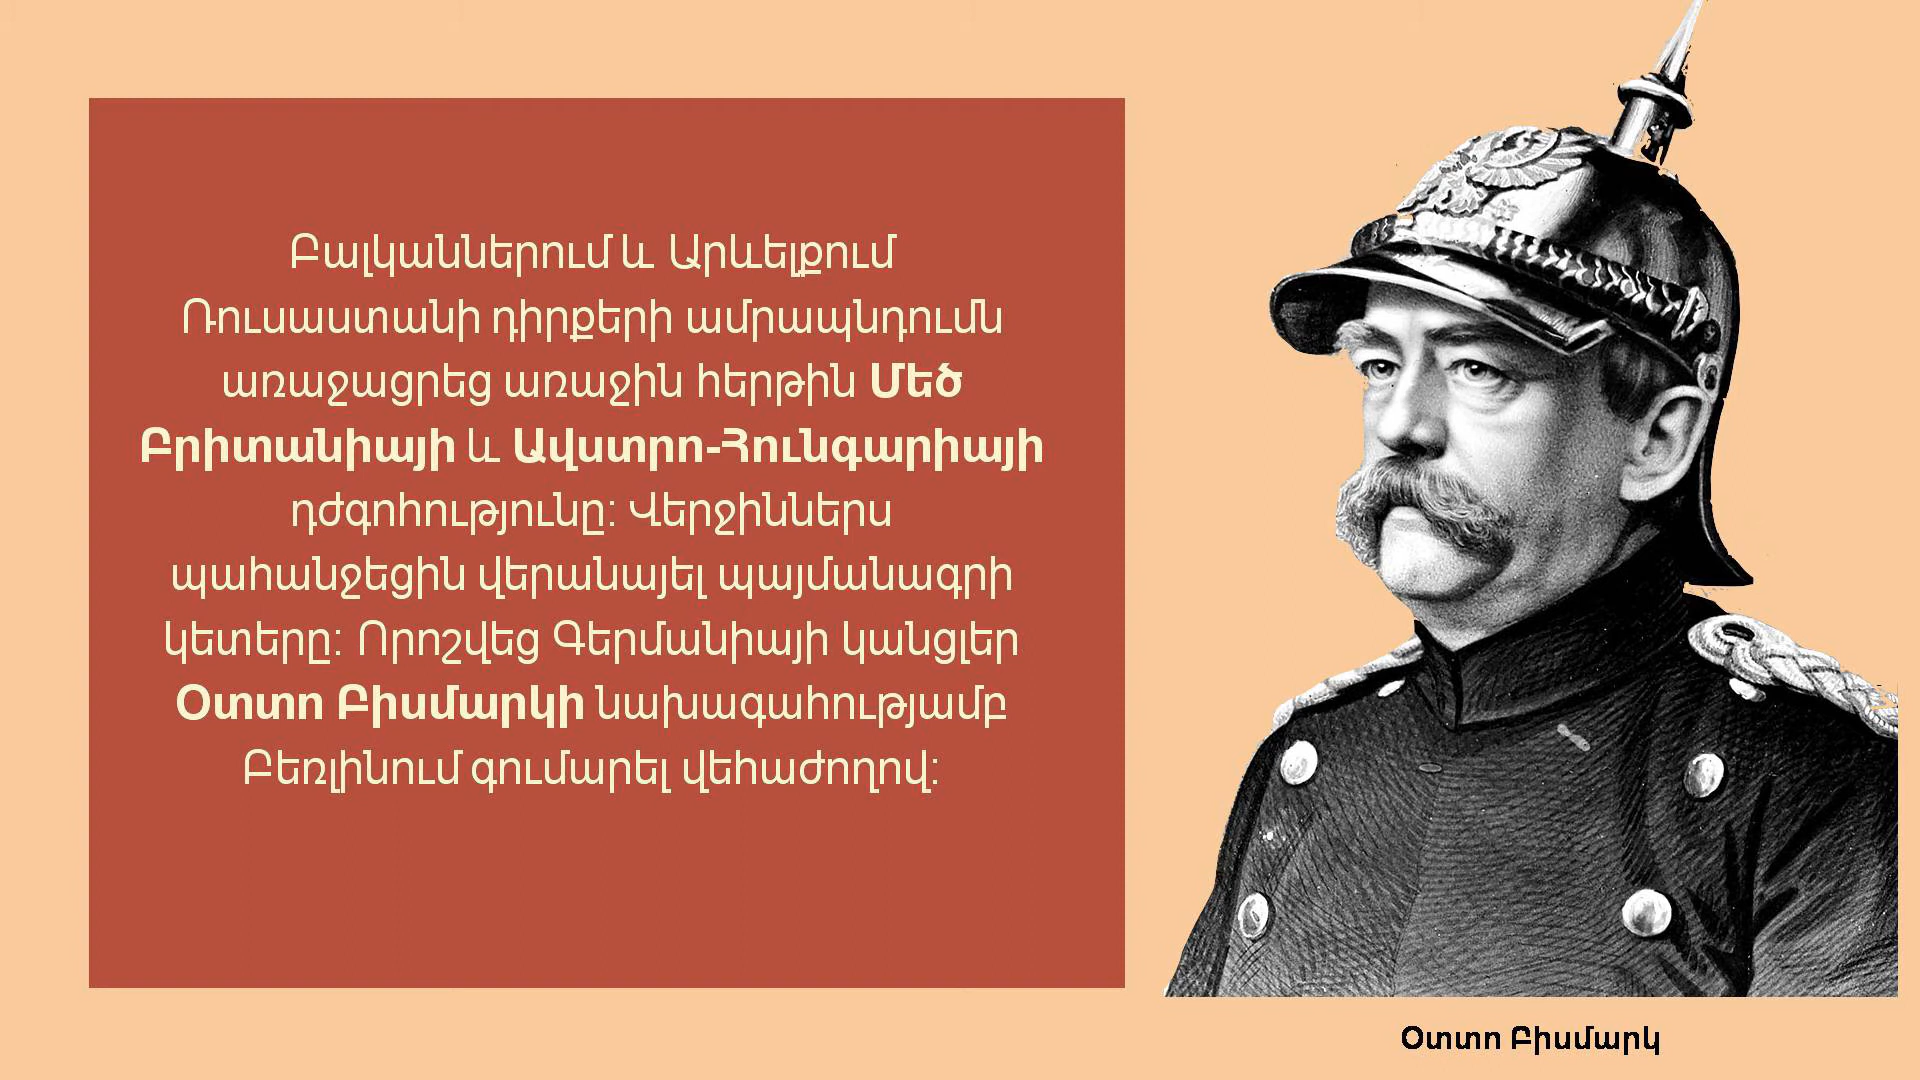 Բալկաններում և Արևելքում
Ռուսաստանի դիրքերի ամրապնդումն
առաջացրեց առաջին հերթին Մեծ
Բրիտանիայի և Ավստրո-Հունգարիայի
դժգոհությունը: Վերջիններս
պահանջեցին վերանայել պայմանագրի
կետերը: Որոշվեց Գերմանիայի կանցլեր
Օտտո Բիսմարկի նախագահությամբ
Բեռլինում գումարել վեհաժողով:
Օտտո Բիսմարկ